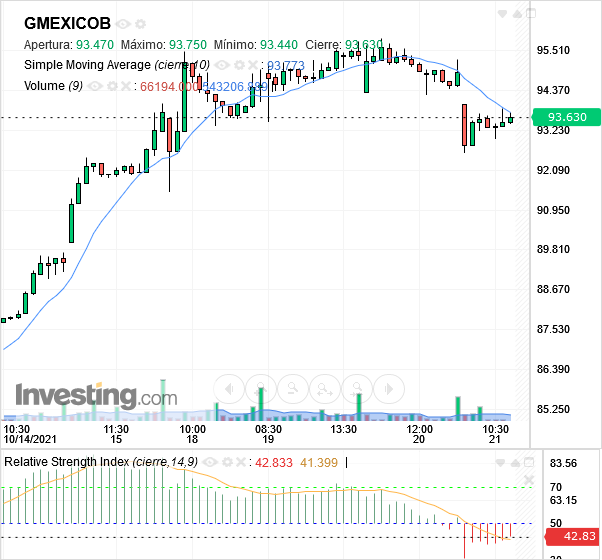 GMEXICOB
Apertura: 93.470 Máximo: 93.750 Mínimo: 93.440 Cierre: 93.630
Simple Moving Average (cierre,10) : 93.773
Volume (9) 66194.000 543206.889
95.510
94.370
93.630
93.230
92.090
90.950
89.810
88.670
87.530
86.390
85.250
Investing.com
10:30 11:30 10:00 08:30 13:30 12:00 10:30
10/14/2021 15 18 19 20 21
Relative Strength Index (cierre,14,9) : 42.833 41.399
83.56
70 70
63.15
50 50
42.83
30 30